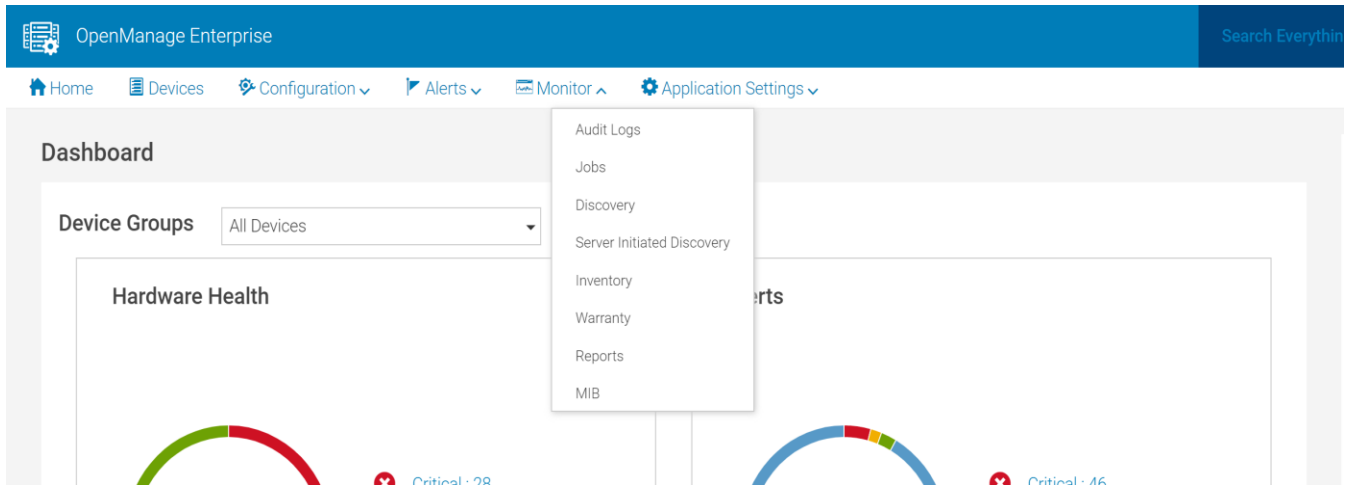 OpenManage Enterprise
Search Everythin
Home Devices Configuration Alerts Monitor Application Settings
Dashboard
Audit Logs
Jobs
Discovery
Server Initiated Discovery
Inventory
Warranty
Reports
MIB
Device Groups All Devices
Hardware Health
erts
Critical : 28
Critical : 46